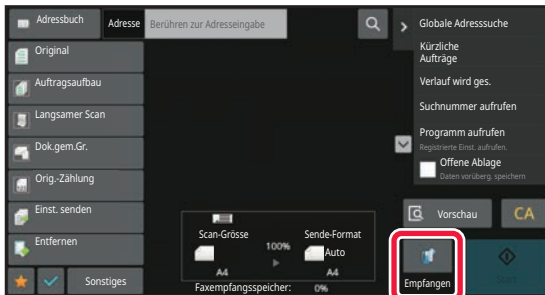 Adressbuch
Adresse
Berühren zur Adresseingabe
Original
Auftragsaufbau
Langsamer Scan
Dok.gem.Gr.
Orig.-Zählung
Einst. senden
Entfernen
Sonstiges
Scan-Grösse
100%
Sende-Format
Auto
A4
A4
Faxempfangsspeicher: 0%
Globale Adresssuche
Kürzliche
Aufträge
Verlauf wird ges.
Suchnummer aufrufen
Programm aufrufen
Registrierte Einst. aufrufen.
Offene Ablage
Daten vorüberg. speichern
Vorschau
CA
Empfangen
Start